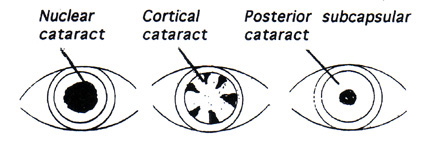 Nuclear
cataract
Cortical
cataract
Posterior subcapsular
cataract